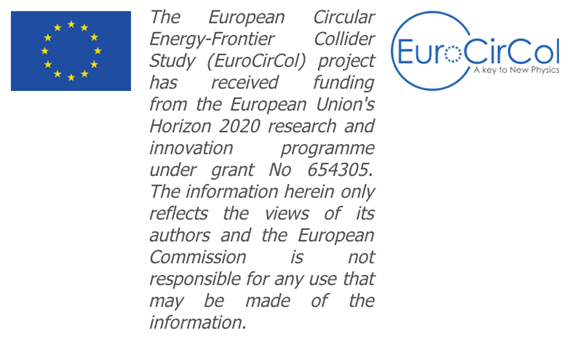 The European Circular
Energy-Frontier Collider
Study (EuroCirCol) project
has received funding
from the European Union's
Horizon 2020 research and
innovation programme
under grant No 654305.
The information herein only
reflects the views of its
authors and the European
Commission is not
responsible for any use that
may be made of the
information.
EuroCirCol
A key to New Physics